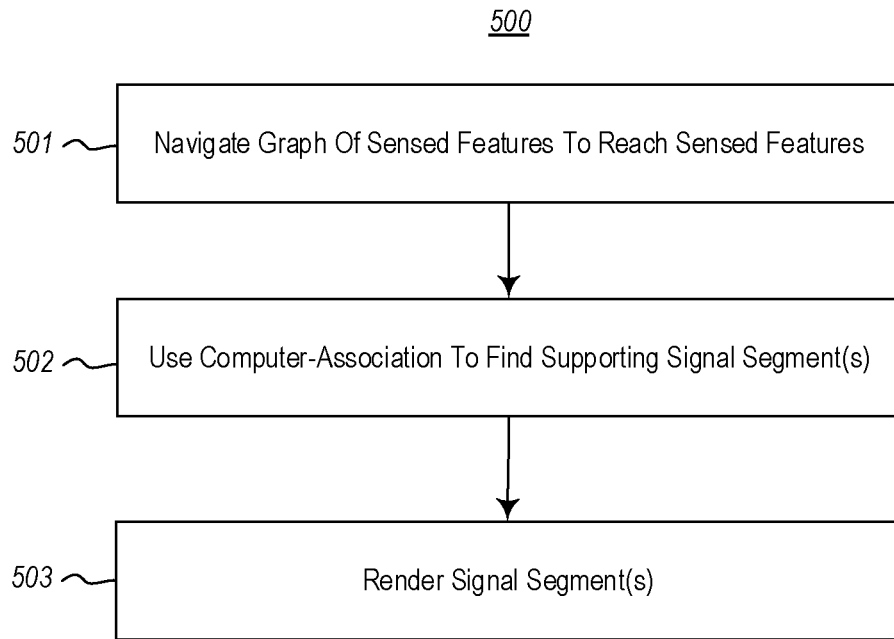 500
501
Navigate Graph Of Sensed Features To Reach Sensed Features
502
Use Computer-Association To Find Supporting Signal Segment(s)
503
Render Signal Segment(s)